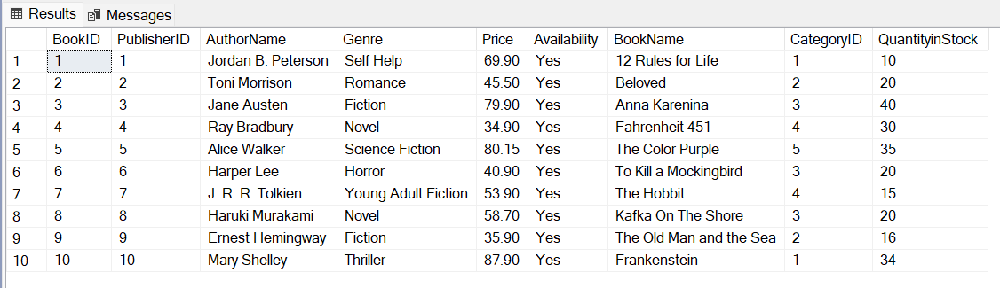 Results Messages
BookID PublisherID AuthorName Genre Price Availability BookName CategoryID QuantityinStock
1 1 1 Jordan B. Peterson Self Help 69.90 Yes 12 Rules for Life 1 10
2 2 2 Toni Morrison Romance 45.50 Yes Beloved 2 20
3 3 3 Jane Austen Fiction 79.90 Yes Anna Karenina 3 40
4 4 4 Ray Bradbury Novel 34.90 Yes Fahrenheit 451 4 30
5 5 5 Alice Walker Science Fiction 80.15 Yes The Color Purple 5 35
6 6 6 Harper Lee Horror 40.90 Yes To Kill a Mockingbird 3 20
7 7 7 J. R. R. Tolkien Young Adult Fiction 53.90 Yes The Hobbit 4 15
8 8 8 Haruki Murakami Novel 58.70 Yes Kafka On The Shore 3 20
9 9 9 Ernest Hemingway Fiction 35.90 Yes The Old Man and the Sea 2 16
10 10 10 Mary Shelley Thriller 87.90 Yes Frankenstein 1 34